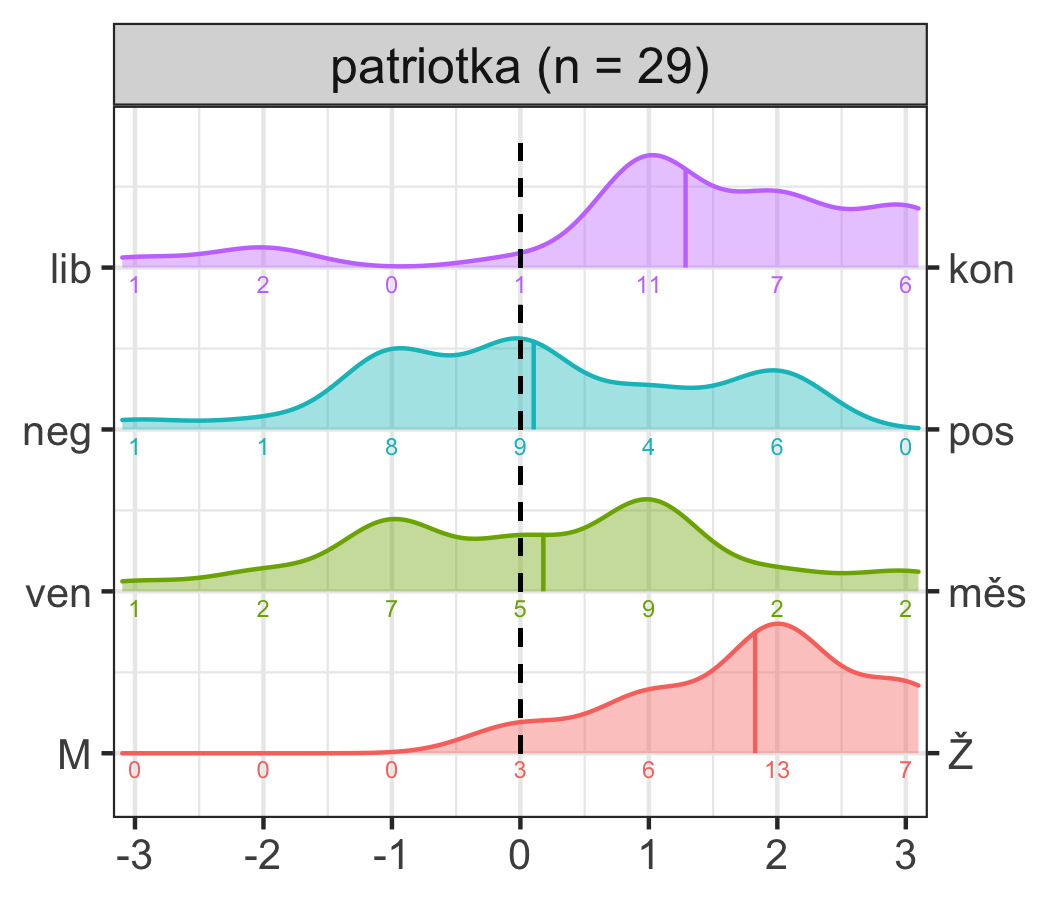 patriotka (n = 29)
lib kon
1 2 0 1 11 7 6
neg pos
1 1 8 9 4 6 0
ven měs
1 2 7 5 9 2 2
M Ž
0 0 0 3 6 13 7
-3 -2 -1 0 1 2 3